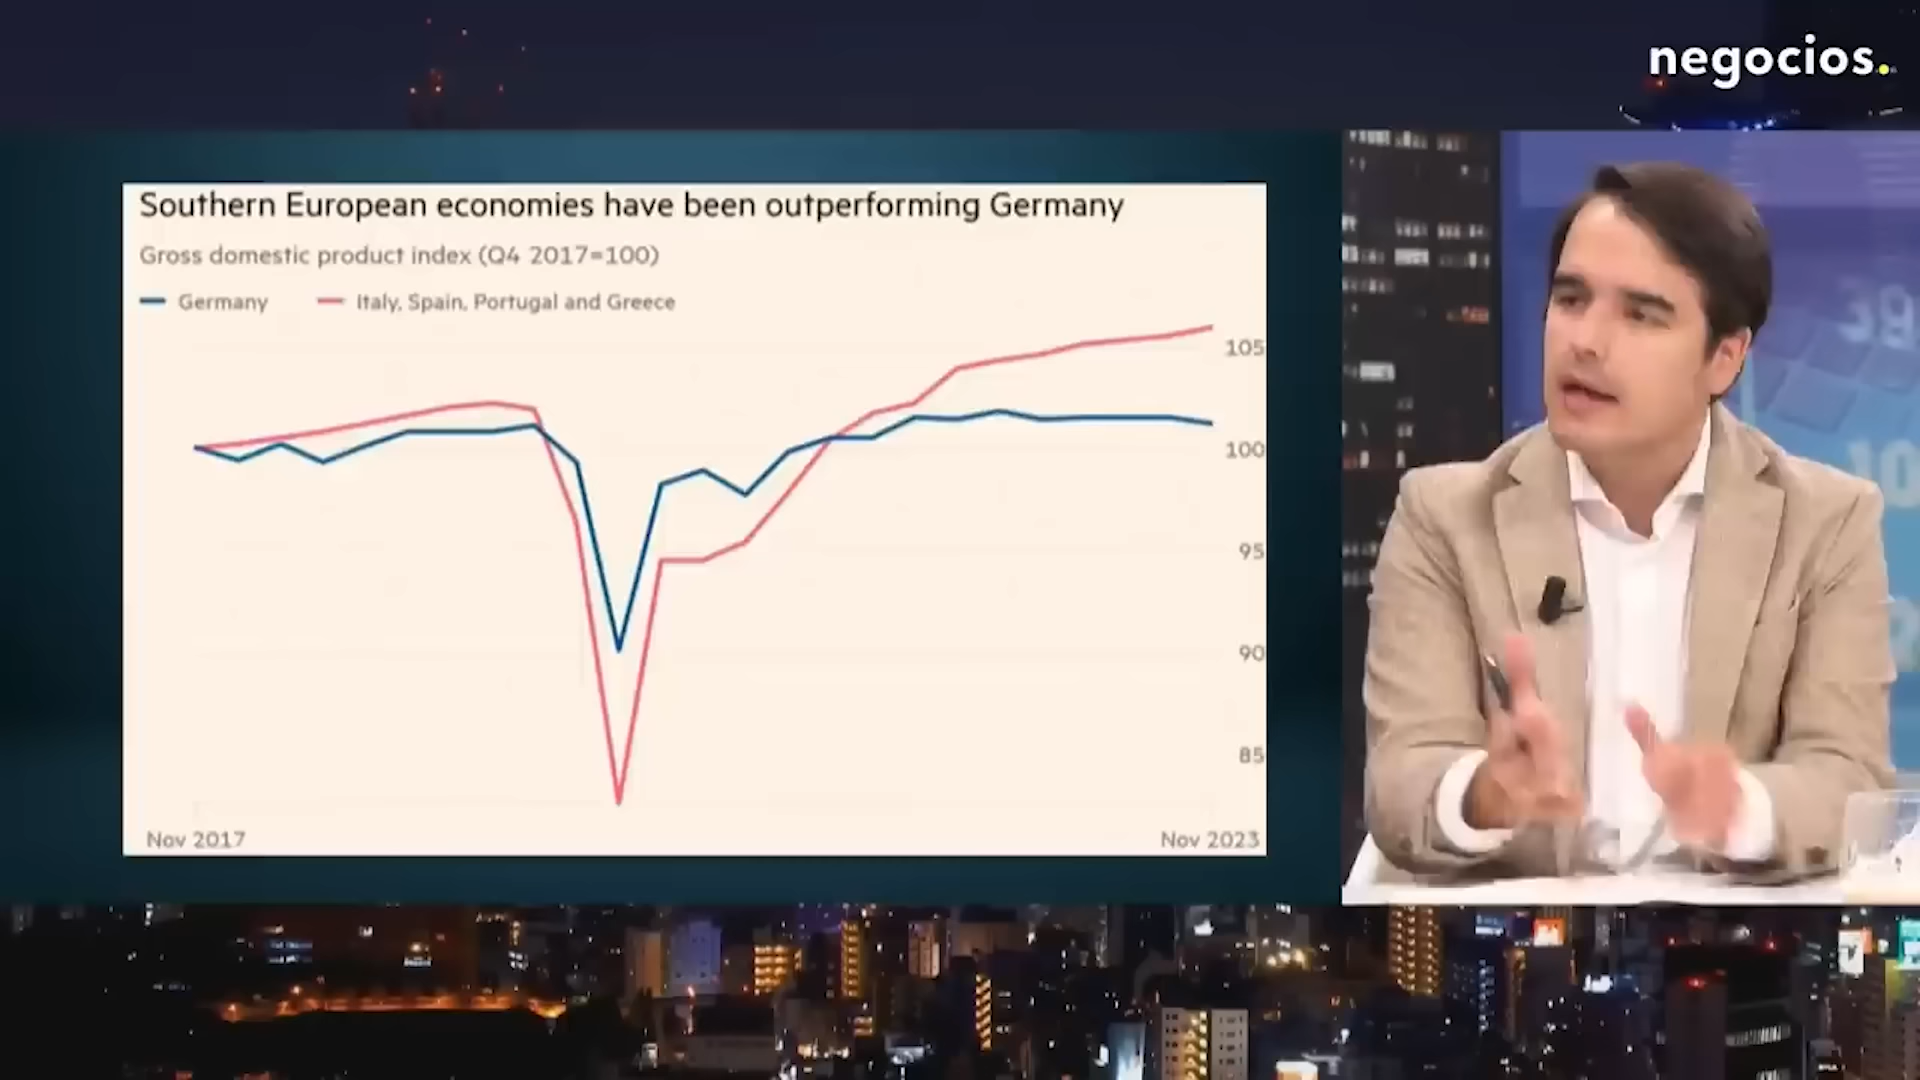 negocios.
Southern European economies have been outperforming Germany
Gross domestic product index (Q4 2017=100)
Germany
Italy, Spain, Portugal and Greece
105
100
95
90
85
Nov 2017
Nov 2023